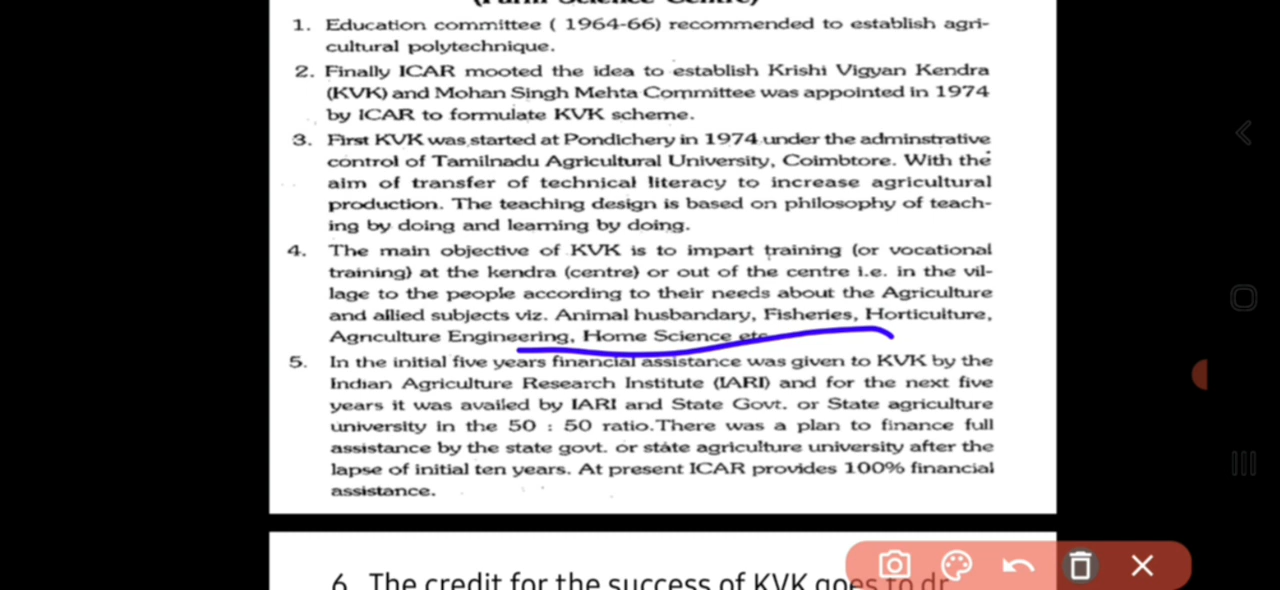 (Farm Science Centre)
1. Education committee ( 1964-66) recommended to establish agri-
cultural polytechnique.
2. Finally ICAR mooted the idea to establish Krishi Vigyan Kendra
(KVK) and Mohan Singh Mehta Committee was appointed in 1974
by ICAR to formulate KVK scheme.
3. First KVK was started at Pondichery in 1974 under the adminstrative
control of Tamilnadu Agricultural University, Coimbtore. With the
aim of transfer of technical literacy to increase agricultural
production. The teaching design is based on philosophy of teach-
ing by doing and learning by doing.
4. The main objective of KVK is to impart training (or vocational
training) at the kendra (centre) or out of the centre i.e. in the vil-
lage to the people according to their needs about the Agriculture
and allied subjects viz. Animal husbandary, Fisheries, Horticulture,
Agriculture Engineering, Home Science etc
5. In the initial five years financial assistance was given to KVK by the
Indian Agriculture Research Institute (IARI) and for the next five
years it was availed by IARI and State Govt. or State agriculture
university in the 50 : 50 ratio.There was a plan to finance full
assistance by the state govt. or state agriculture university after the
lapse of initial ten years. At present ICAR provides 100% financial
assistance.
6. The credit for the success of KVK goes to dr